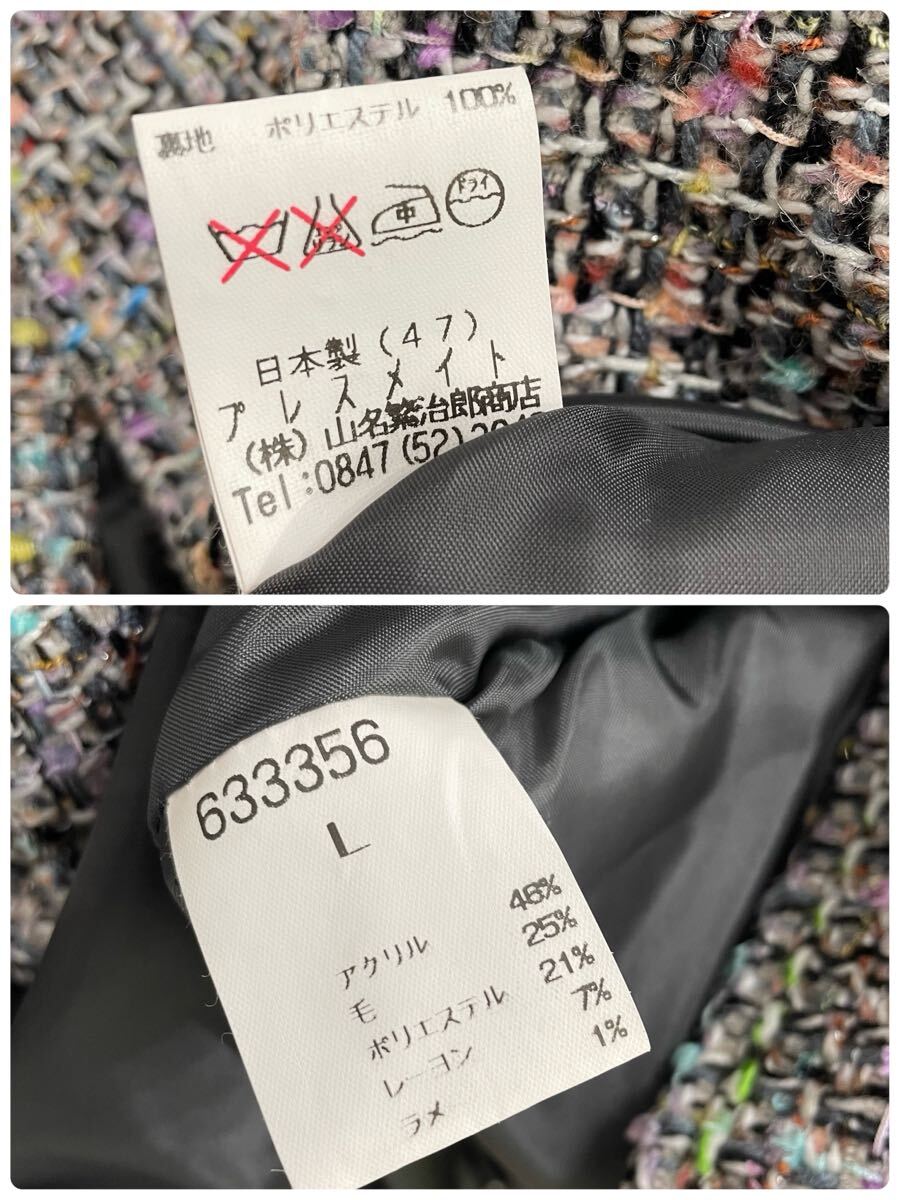 裏地 ポリエステル 100%
中 ドライ
日本製(47)
プレスメイト
(株)山名繁治郎商店
Tel:0847(52)
633356
L
アクリル 46%
毛 25%
ポリエステル 21%
レーヨン 7%
ラメ 1%